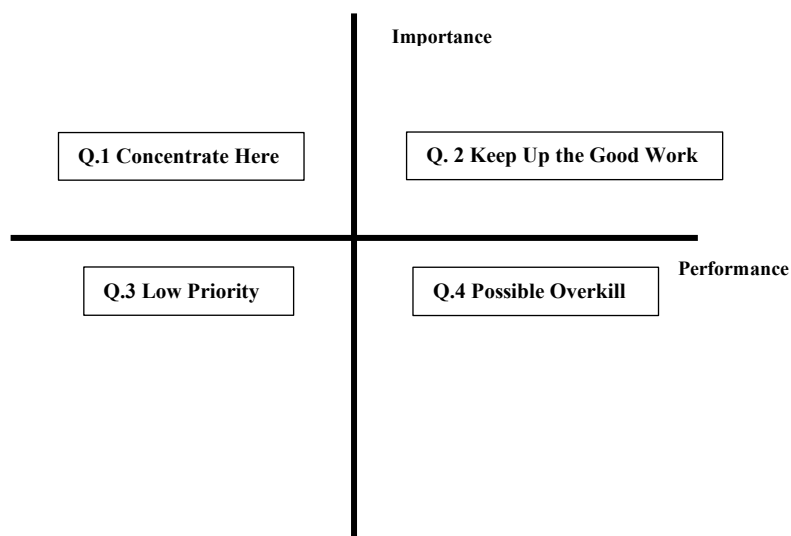 Importance
Q.1 Concentrate Here
Q. 2 Keep Up the Good Work
Performance
Q.3 Low Priority
Q.4 Possible Overkill